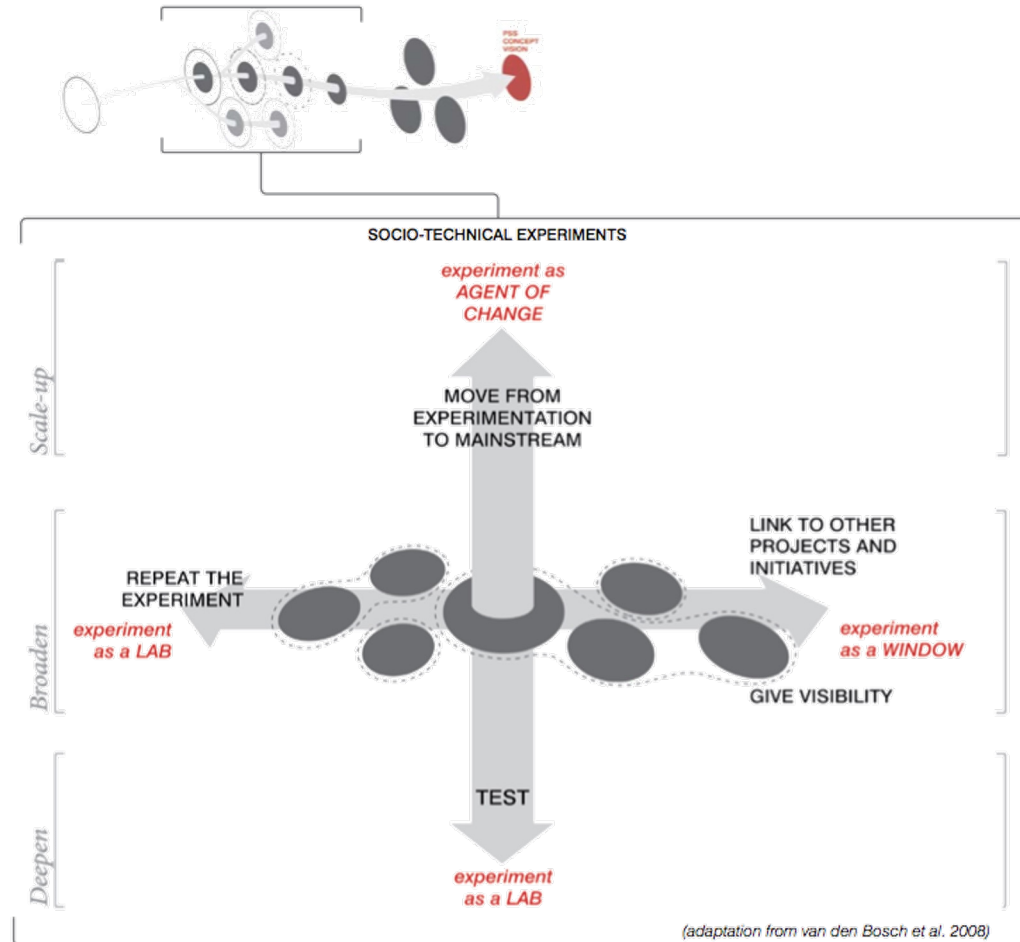 PSS
CONCEPT
VISION
SOCIO-TECHNICAL EXPERIMENTS
experiment as
AGENT OF
CHANGE
Scale-up
MOVE FROM
EXPERIMENTATION
TO MAINSTREAM
Broaden
REPEAT THE
EXPERIMENT
experiment
as a LAB
LINK TO OTHER
PROJECTS AND
INITIATIVES
experiment
as a WINDOW
GIVE VISIBILITY
Deepen
TEST
experiment
as a LAB
(adaptation from van den Bosch et al. 2008)